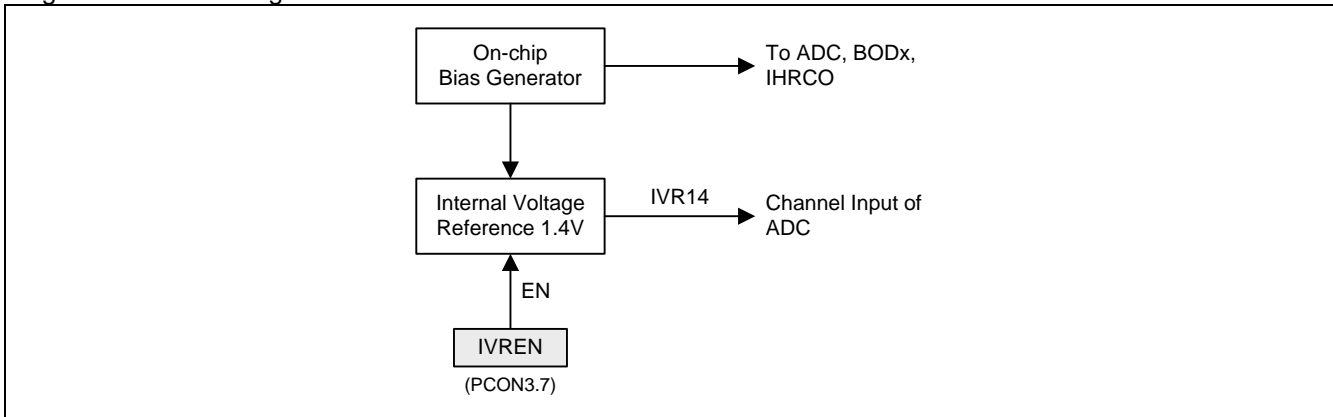 On-chip
Bias Generator
To ADC, BODx,
IHRCO
Internal Voltage
Reference 1.4V
IVR14
Channel Input of
ADC
EN
IVREN
(PCON3.7)